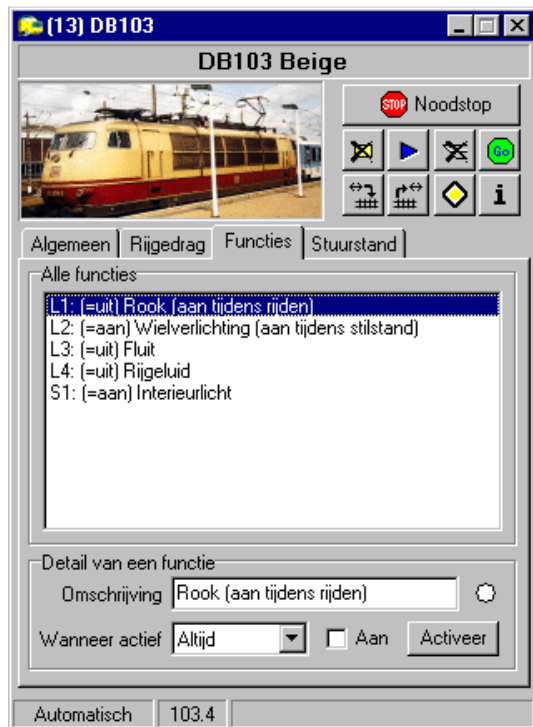 (13) DB103
DB103 Beige
STOP Noodstop
Go
i
Algemeen Rijgedrag Functies Stuurstand
Alle functies
L1: (=uit) Rook (aan tijdens rijden)
L2: (=aan) Wielverlichting (aan tijdens stilstand)
L3: (=uit) Fluit
L4: (=uit) Rijgeluid
S1: (=aan) Interieurlicht
Detail van een functie
Omschrijving Rook (aan tijdens rijden)
Wanneer actief Altijd Aan Activeer
Automatisch 103.4